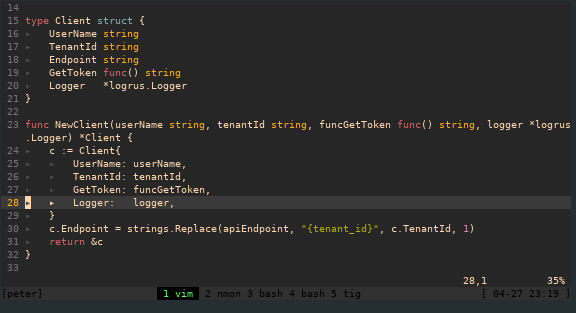 14
15 type Client struct {
16 ▸ UserName string
17 ▸ TenantId string
18 ▸ Endpoint string
19 ▸ GetToken func() string
20 ▸ Logger   *logrus.Logger
21 }
22
23 func NewClient(userName string, tenantId string, funcGetToken func() string, logger *logrus
.Logger) *Client {
24 ▸ c := Client{
25 ▸ ▸ UserName: userName,
26 ▸ ▸ TenantId: tenantId,
27 ▸ ▸ GetToken: funcGetToken,
28 ▸ ▸ Logger:   logger,
29 ▸ }
30 ▸ c.Endpoint = strings.Replace(apiEndpoint, "{tenant_id}", c.TenantId, 1)
31 ▸ return &c
32 }
33
28,1 35%
[peter] 1 vim 2 nmon 3 bash 4 bash 5 tig [ 04-27 23:19 ]